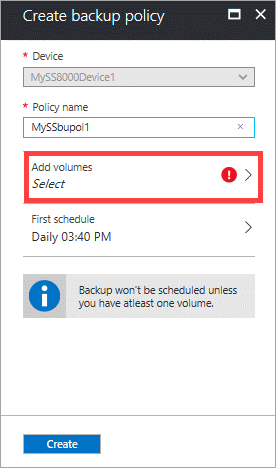 Create backup policy
* Device
MySS8000Device1
* Policy name
MySSbupol1
Add volumes
Select
First schedule
Daily 03:40 PM
Backup won't be scheduled unless
you have atleast one volume.
Create